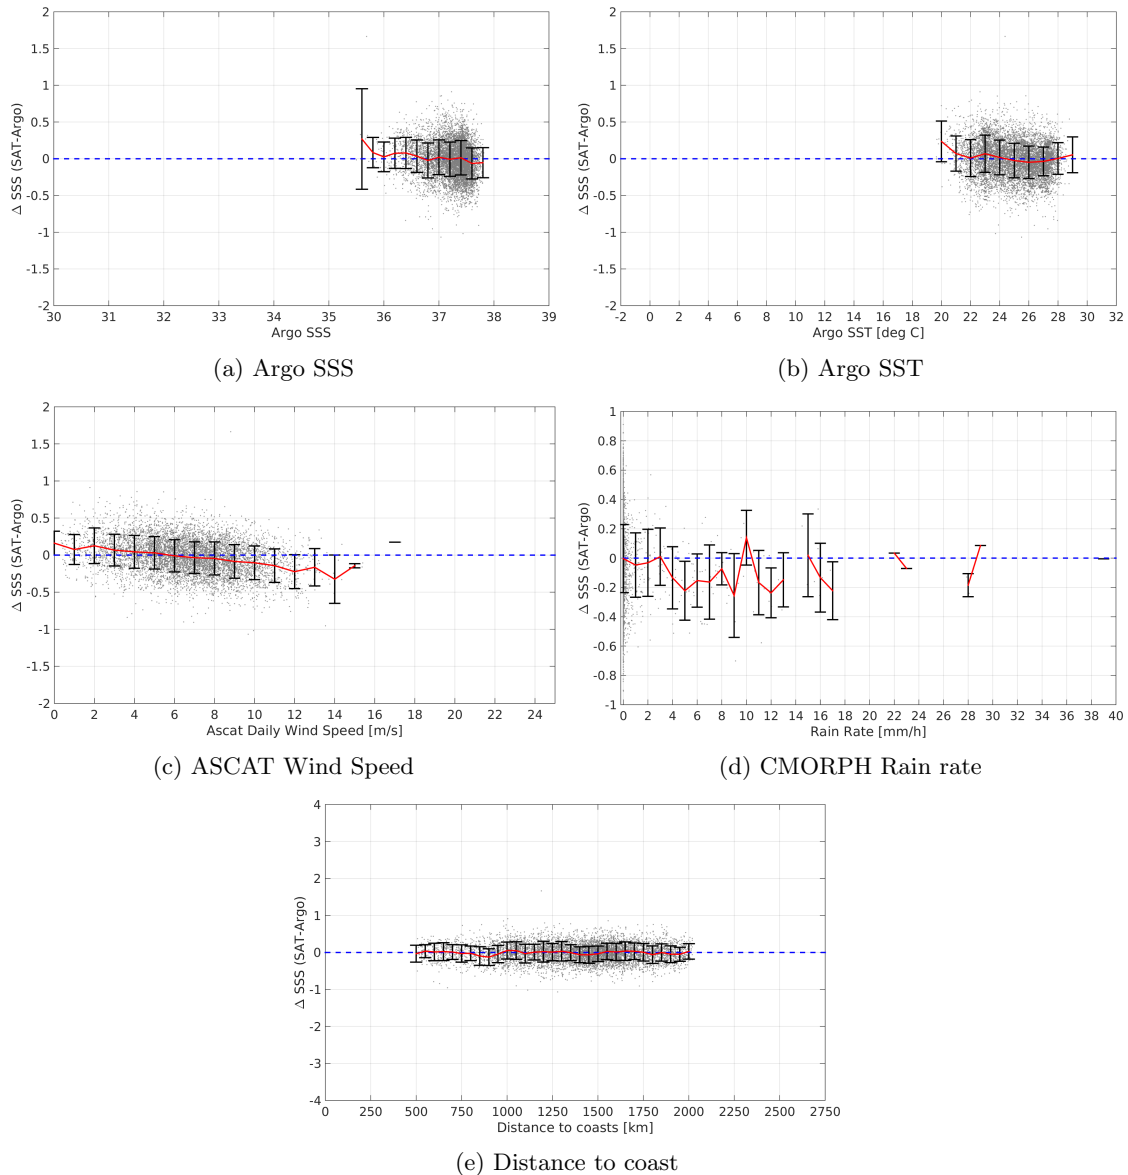 2
1.5
1
0.5
0
-0.5
-1
-1.5
-2
Δ SSS (SAT-Argo)
30 31 32 33 34 35 36 37 38 39
Argo SSS
(a) Argo SSS
2
1.5
1
0.5
0
-0.5
-1
-1.5
-2
Δ SSS (SAT-Argo)
-2 0 2 4 6 8 10 12 14 16 18 20 22 24 26 28 30 32
Argo SST [deg C]
(b) Argo SST
2
1.5
1
0.5
0
-0.5
-1
-1.5
-2
Δ SSS (SAT-Argo)
0 2 4 6 8 10 12 14 16 18 20 22 24
Ascat Daily Wind Speed [m/s]
(c) ASCAT Wind Speed
1
0.8
0.6
0.4
0.2
0
-0.2
-0.4
-0.6
-0.8
-1
Δ SSS (SAT-Argo)
0 2 4 6 8 10 12 14 16 18 20 22 24 26 28 30 32 34 36 38 40
Rain Rate [mm/h]
(d) CMORPH Rain rate
4
3
2
1
0
-1
-2
-3
-4
Δ SSS (SAT-Argo)
0 250 500 750 1000 1250 1500 1750 2000 2250 2500 2750
Distance to coasts [km]
(e) Distance to coast